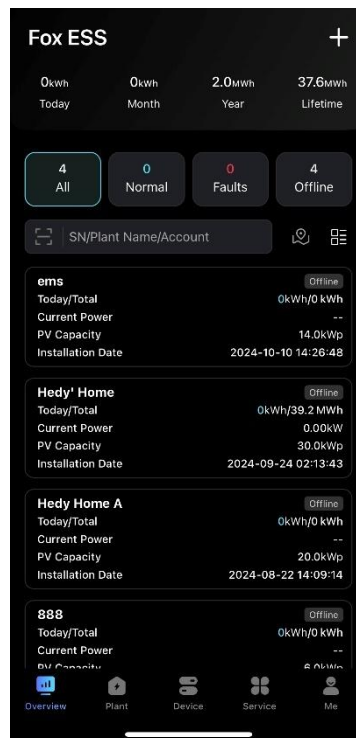 Fox ESS
0kWh 0kWh 2.0MWh 37.6MWh
Today Month Year Lifetime
4 0 0 4
All Normal Faults Offline
SN/Plant Name/Account
ems Offline
Today/Total 0kWh/0 kWh
Current Power --
PV Capacity 14.0kWp
Installation Date 2024-10-10 14:26:48
Hedy' Home Offline
Today/Total 0kWh/39.2 MWh
Current Power 0.00kW
PV Capacity 30.0kWp
Installation Date 2024-09-24 02:13:43
Hedy Home A Offline
Today/Total 0kWh/0 kWh
Current Power --
PV Capacity 20.0kWp
Installation Date 2024-08-22 14:09:14
888 Offline
Today/Total 0kWh/0 kWh
Current Power --
PV Capacity 6.0kWp
Overview Plant Device Service Me